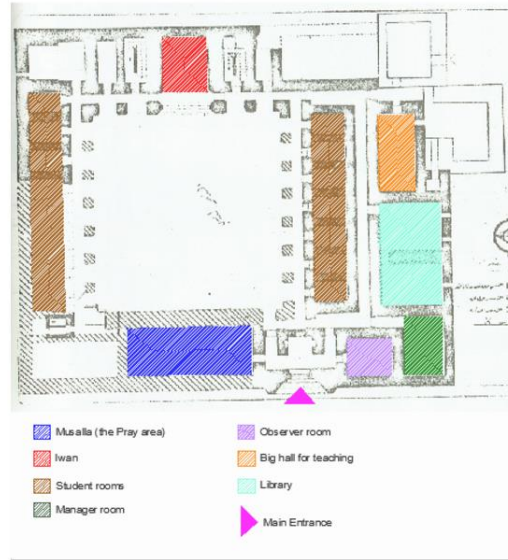 Musalla (the Pray area)
Iwan
Student rooms
Manager room
Observer room
Big hall for teaching
Library
Main Entrance